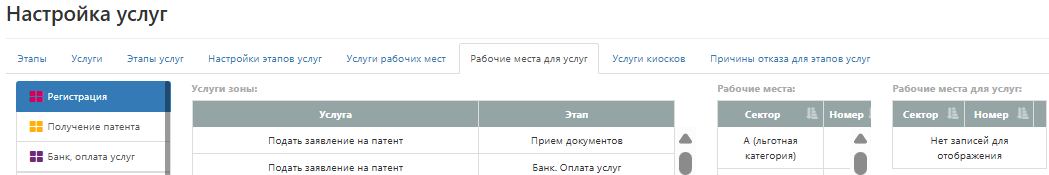 Настройка услуг
Этапы Услуги Этапы услуг Настройки этапов услуг Услуги рабочих мест Рабочие места для услуг Услуги киосков Причины отказа для этапов услуг
Регистрация
Получение патента
Банк, оплата услуг
Услуги зоны:
Услуга Этап
Подать заявление на патент Прием документов
Подать заявление на патент Банк. Оплата услуг
Рабочие места:
Сектор Номер
А (льготная
категория)
Рабочие места для услуг:
Сектор Номер
Нет записей для
отображения